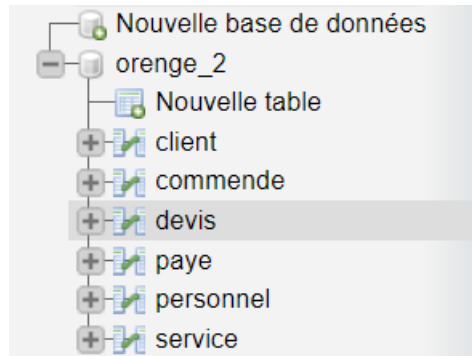 Nouvelle base de données
orenge_2
Nouvelle table
client
commende
devis
paye
personnel
service